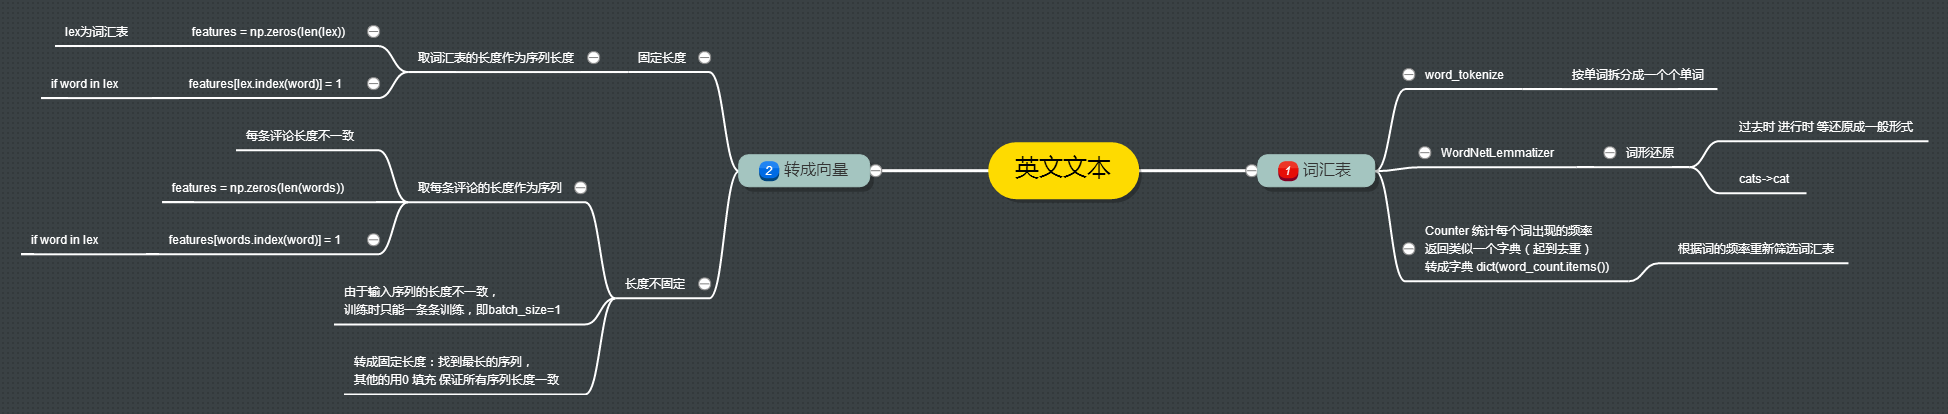 英文文本
1 词汇表
word_tokenize
按单词拆分成一个个单词
WordNetLemmatizer
词形还原
过去时 进行时 等还原成一般形式
cats->cat
Counter 统计每个词出现的频率
返回类似一个字典（起到去重）
转成字典 dict(word_count.items())
根据词的频率重新筛选词汇表
2 转成向量
固定长度
取词汇表的长度作为序列长度
features = np.zeros(len(lex))
lex为词汇表
features[lex.index(word)] = 1
if word in lex
长度不固定
取每条评论的长度作为序列
每条评论长度不一致
features = np.zeros(len(words))
features[words.index(word)] = 1
if word in lex
由于输入序列的长度不一致，
训练时只能一条条训练，即batch_size=1
转成固定长度：找到最长的序列，
其他的用0 填充 保证所有序列长度一致